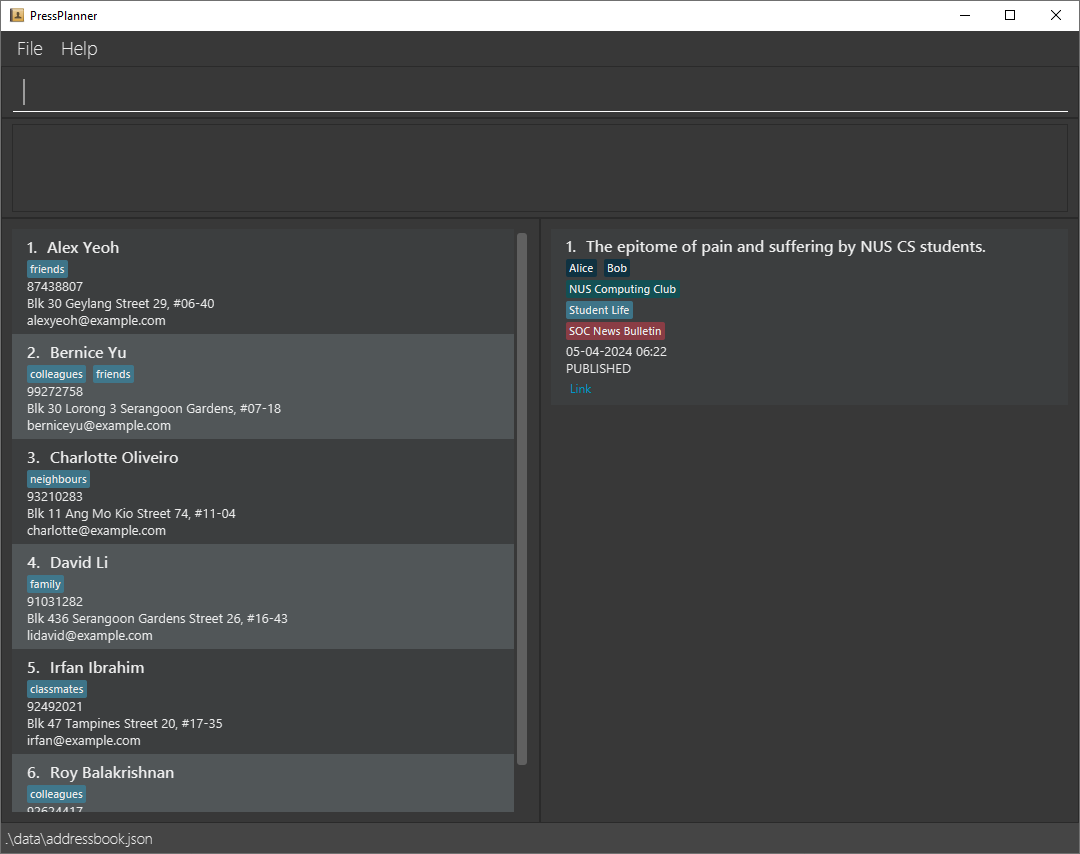 PressPlanner
File Help
1. Alex Yeoh
friends
87438807
Blk 30 Geylang Street 29, #06-40
alexyeoh@example.com
2. Bernice Yu
colleagues friends
99272758
Blk 30 Lorong 3 Serangoon Gardens, #07-18
berniceyu@example.com
3. Charlotte Oliveiro
neighbours
93210283
Blk 11 Ang Mo Kio Street 74, #11-04
charlotte@example.com
4. David Li
family
91031282
Blk 436 Serangoon Gardens Street 26, #16-43
lidavid@example.com
5. Irfan Ibrahim
classmates
92492021
Blk 47 Tampines Street 20, #17-35
irfan@example.com
6. Roy Balakrishnan
colleagues
92624417
1. The epitome of pain and suffering by NUS CS students.
Alice Bob
NUS Computing Club
Student Life
SOC News Bulletin
05-04-2024 06:22
PUBLISHED
Link
.\data\addressbook.json